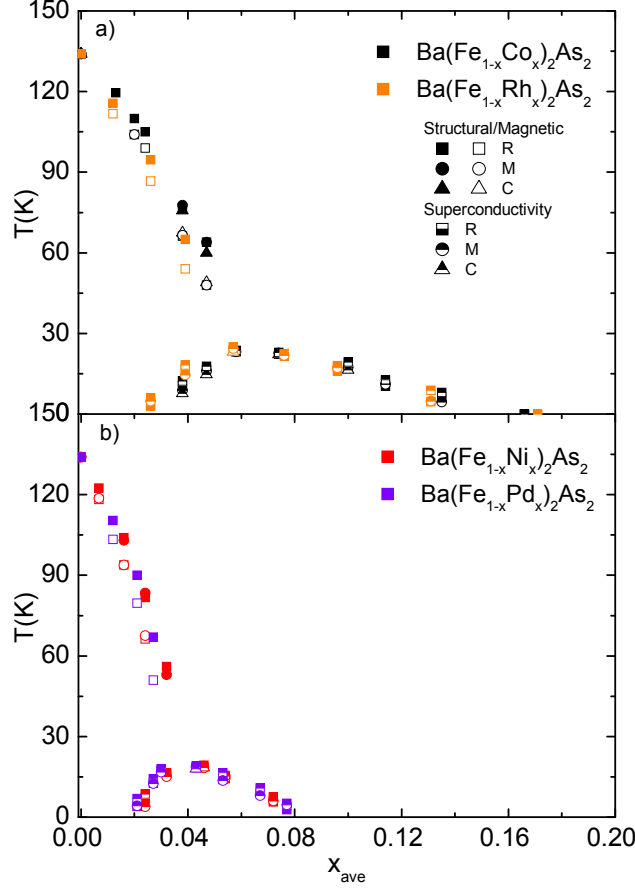 150
a)
Ba(Fe1-xCox)2As2
120
Ba(Fe1-xRhx)2As2
Structural/Magnetic
R
M
C
Superconductivity
R
M
C
90
T(K)
60
30
150
b)
Ba(Fe1-xNix)2As2
Ba(Fe1-xPdx)2As2
120
90
T(K)
60
30
0
0.00 0.04 0.08 0.12 0.16 0.20
xave